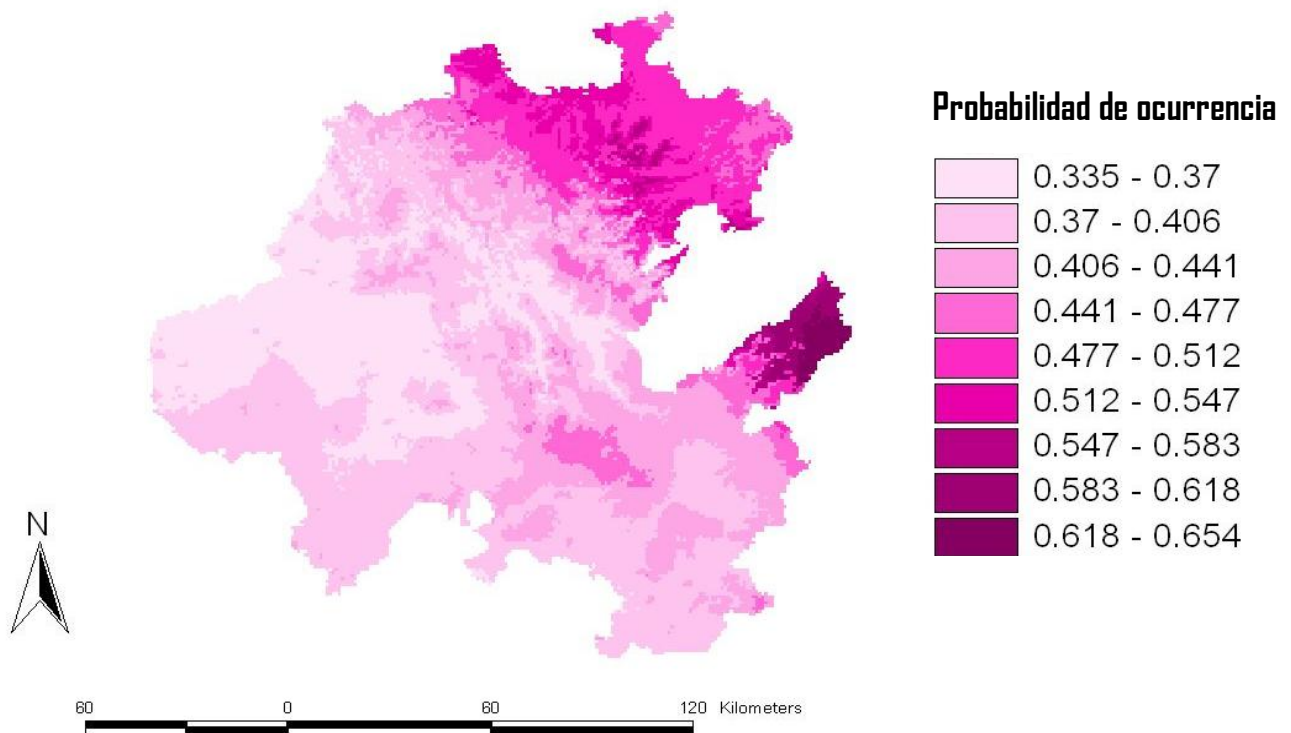 Probabilidad de ocurrencia
0.335 - 0.37
0.37 - 0.406
0.406 - 0.441
0.441 - 0.477
0.477 - 0.512
0.512 - 0.547
0.547 - 0.583
0.583 - 0.618
0.618 - 0.654
N
60 0 60 120 Kilometers